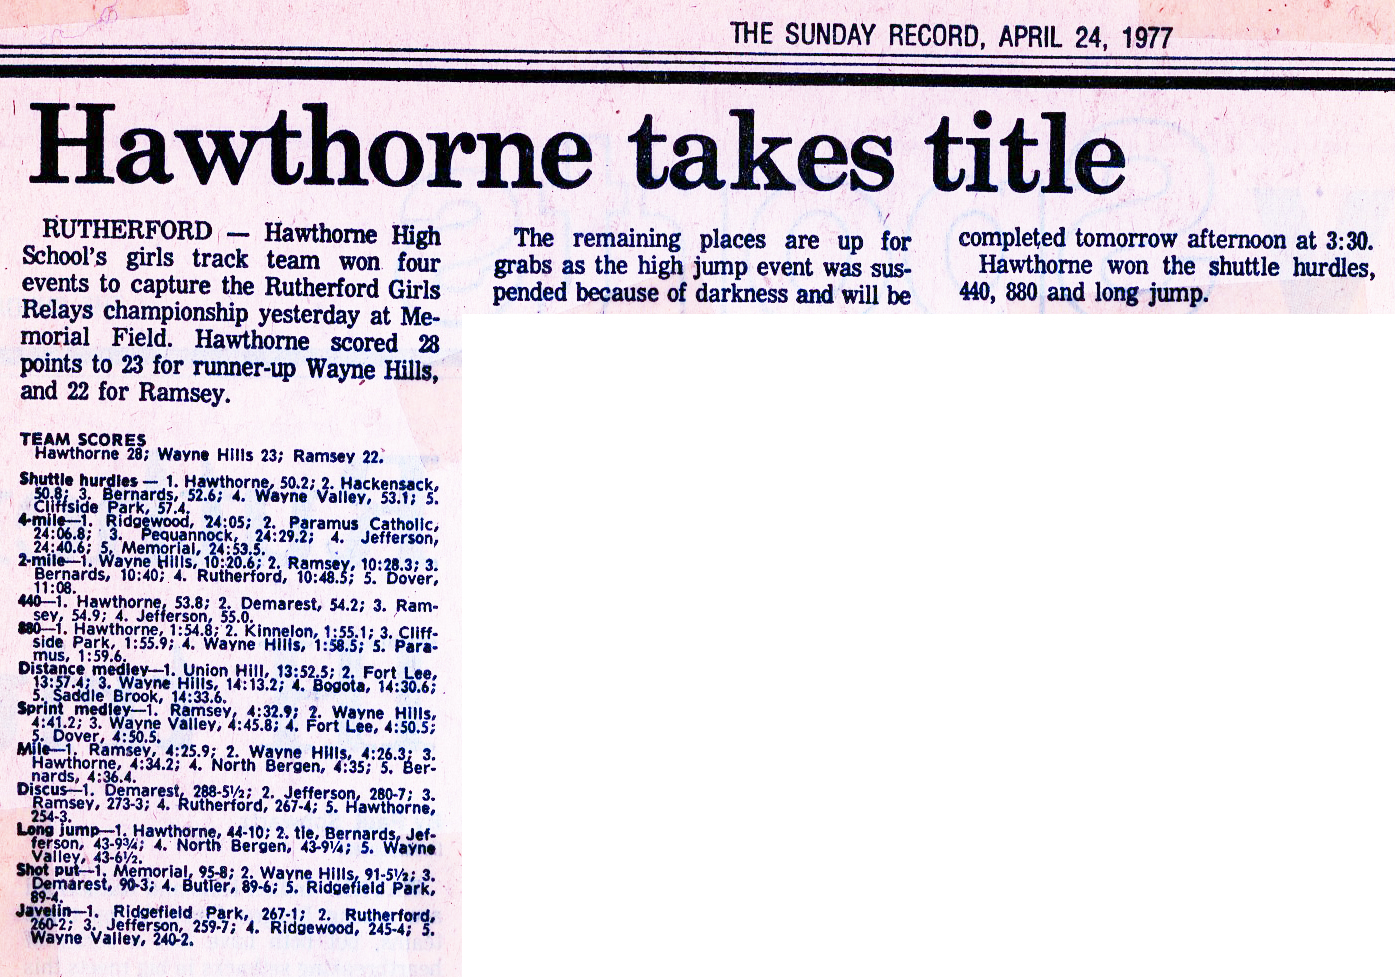 THE SUNDAY RECORD, APRIL 24, 1977
Hawthorne takes title
RUTHERFORD — Hawthorne High
School's girls track team won four
events to capture the Rutherford Girls
Relays championship yesterday at Me-
morial Field. Hawthorne scored 28
points to 23 for runner-up Wayne Hills,
and 22 for Ramsey.
The remaining places are up for
grabs as the high jump event was sus-
pended because of darkness and will be
completed tomorrow afternoon at 3:30.
Hawthorne won the shuttle hurdles,
440, 880 and long jump.
TEAM SCORES
Hawthorne 28; Wayne Hills 23; Ramsey 22.
Shuttle hurdles — 1. Hawthorne, 50.2; 2. Hackensack,
50.8; 3. Bernards, 52.6; 4. Wayne Valley, 53.1; 5.
Cliffside Park, 57.4.
4-mile—1. Ridgewood, 24:05; 2. Paramus Catholic,
24:06.8; 3. Pequannock, 24:29.2; 4. Jefferson,
24:40.6; 5. Memorial, 24:53.5.
2-mile—1. Wayne Hills, 10:20.6; 2. Ramsey, 10:28.3; 3.
Bernards, 10:40; 4. Rutherford, 10:48.5; 5. Dover,
11:08.
440—1. Hawthorne, 53.8; 2. Demarest, 54.2; 3. Ram-
sey, 54.9; 4. Jefferson, 55.0.
880—1. Hawthorne, 1:54.8; 2. Kinnelon, 1:55.1; 3. Cliff-
side Park, 1:55.9; 4. Wayne Hills, 1:58.5; 5. Para-
mus, 1:59.6.
Distance medley—1. Union Hill, 13:52.5; 2. Fort Lee,
13:57.4; 3. Wayne Hills, 14:13.2; 4. Bogota, 14:30.6;
5. Saddle Brook, 14:33.6.
Sprint medley—1. Ramsey, 4:32.9; 2. Wayne Hills,
4:41.2; 3. Wayne Valley, 4:45.8; 4. Fort Lee, 4:50.5;
5. Dover, 4:50.5.
Mile—1. Ramsey, 4:25.9; 2. Wayne Hills, 4:26.3; 3.
Hawthorne, 4:34.2; 4. North Bergen, 4:35; 5. Ber-
nards, 4:36.4.
Discus—1. Demarest, 288-5½; 2. Jefferson, 280-7; 3.
Ramsey, 273-3; 4. Rutherford, 267-4; 5. Hawthorne,
254-3.
Long jump—1. Hawthorne, 44-10; 2. tie, Bernards, Jef-
ferson, 43-9¾; 4. North Bergen, 43-9¼; 5. Wayne
Valley, 43-6½.
Shot put—1. Memorial, 95-8; 2. Wayne Hills, 91-5½; 3.
Demarest, 90-3; 4. Butler, 89-6; 5. Ridgefield Park,
89-4.
Javelin—1. Ridgefield Park, 267-1; 2. Rutherford,
260-2; 3. Jefferson, 259-7; 4. Ridgewood, 245-4; 5.
Wayne Valley, 240-2.